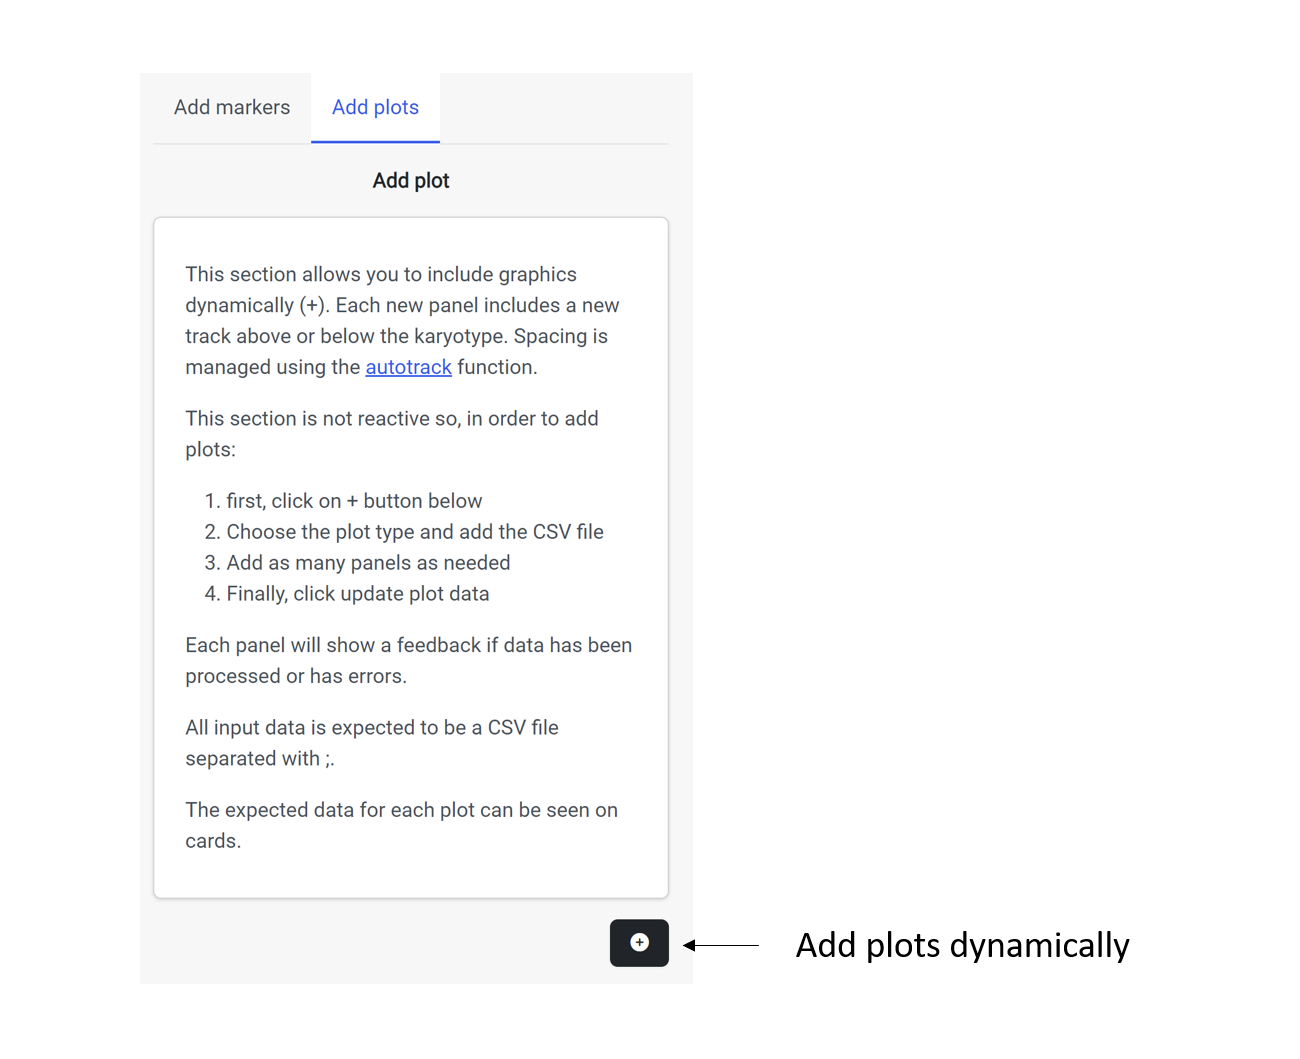 Add markers
Add plots
Add plot
This section allows you to include graphics
dynamically (+). Each new panel includes a new
track above or below the karyotype. Spacing is
managed using the autotrack function.
This section is not reactive so, in order to add
plots:
1. first, click on + button below
2. Choose the plot type and add the CSV file
3. Add as many panels as needed
4. Finally, click update plot data
Each panel will show a feedback if data has been
processed or has errors.
All input data is expected to be a CSV file
separated with ;.
The expected data for each plot can be seen on
cards.
+
Add plots dynamically